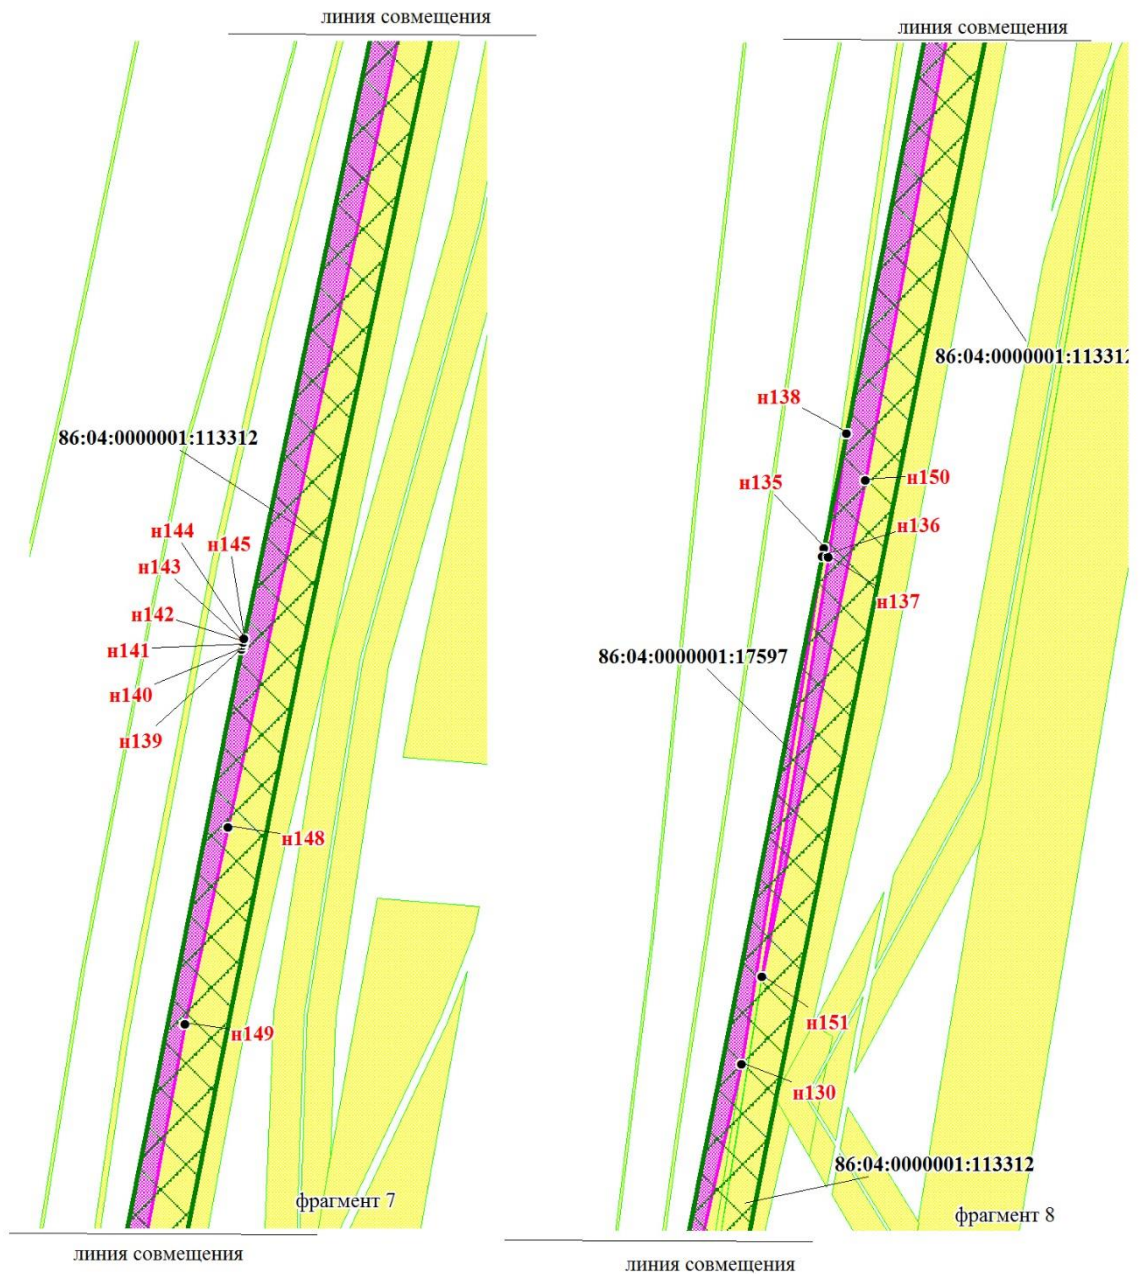 линия совмещения
86:04:0000001:113312
н144
н145
н143
н142
н141
н140
н139
н148
н149
фрагмент 7
линия совмещения
линия совмещения
86:04:0000001:113312
н138
н150
н135
н136
н137
86:04:0000001:17597
н151
н130
86:04:0000001:113312
фрагмент 8
линия совмещения